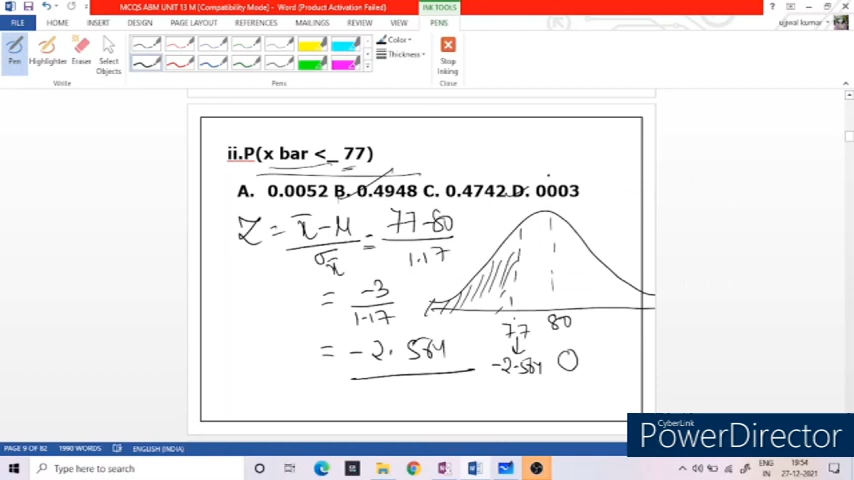 MCQS ABM UNIT 13 M [Compatibility Mode] - Word (Product Activation Failed)
INK TOOLS
FILE HOME INSERT DESIGN PAGE LAYOUT REFERENCES MAILINGS REVIEW VIEW PENS
ujjwal kumar
Pen Highlighter Eraser Select Objects
Color
Thickness
Stop Inking
Write Pens Close
ii.P(x bar <_ 77)
A. 0.0052 B. 0.4948 C. 0.4742 D. 0003
Z = x̄-M / σx̄ = 77-80 / 1.17
= -3 / 1.17
= -2.564
77 80
-2.564 0
CyberLink
PowerDirector
PAGE 9 OF 82 1990 WORDS ENGLISH (INDIA)
Type here to search
ENG IN
19:54
27-12-2021